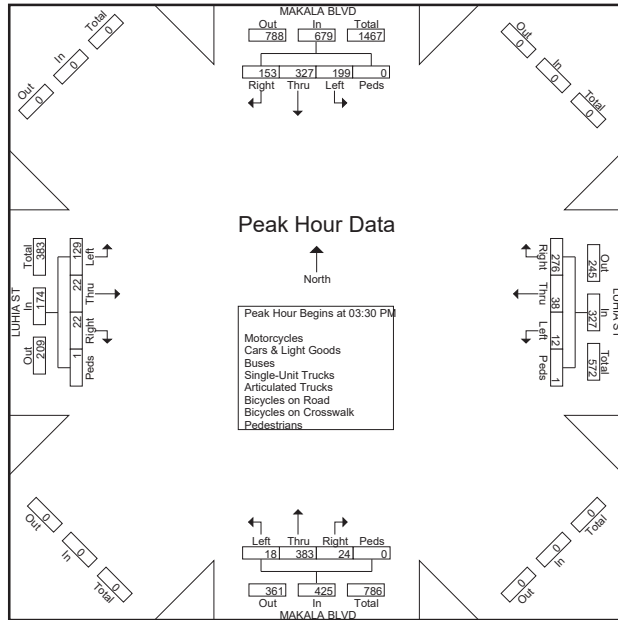 MAKALA BLVD
Out In Total
788 679 1467
153 327 199 0
Right Thru Left Peds
Out In Total
0 0 0
Out In Total
0 0 0
Peak Hour Data
North
LUHIA ST
Total In Out
383 174 209
129 22 22 1
Left Thru Right Peds
Right Thru Left Peds
276 38 12 1
Out In Total
245 327 572
LUHIA ST
Peak Hour Begins at 03:30 PM
Motorcycles
Cars & Light Goods
Buses
Single-Unit Trucks
Articulated Trucks
Bicycles on Road
Bicycles on Crosswalk
Pedestrians
Out In Total
0 0 0
Out In Total
0 0 0
Left Thru Right Peds
18 383 24 0
361 425 786
Out In Total
MAKALA BLVD